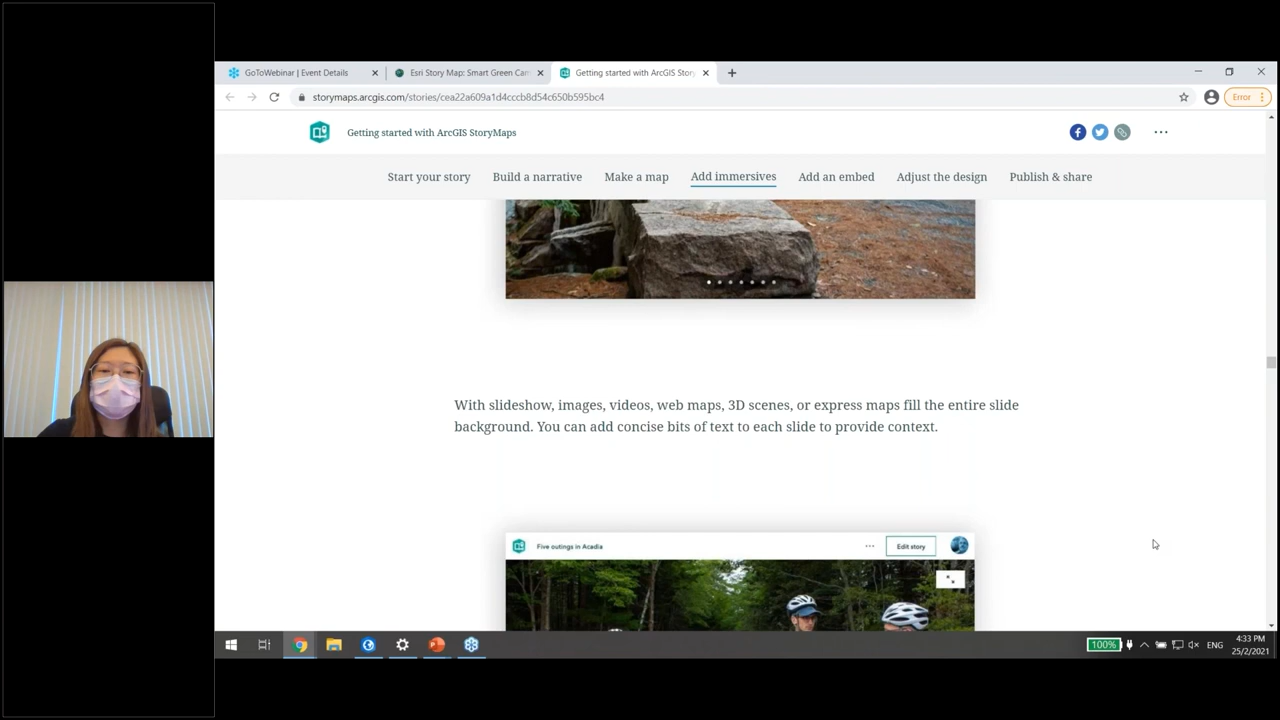 GoToWebinar | Event Details
Esri Story Map: Smart Green Cam
Getting started with ArcGIS Story
storymaps.arcgis.com/stories/cea22a609a1d4cccb8d54c650b595bc4
Error
Getting started with ArcGIS StoryMaps
Start your story
Build a narrative
Make a map
Add immersives
Add an embed
Adjust the design
Publish & share
With slideshow, images, videos, web maps, 3D scenes, or express maps fill the entire slide
background. You can add concise bits of text to each slide to provide context.
Five outings in Acadia
Edit story
100%
ENG
4:33 PM
25/2/2021